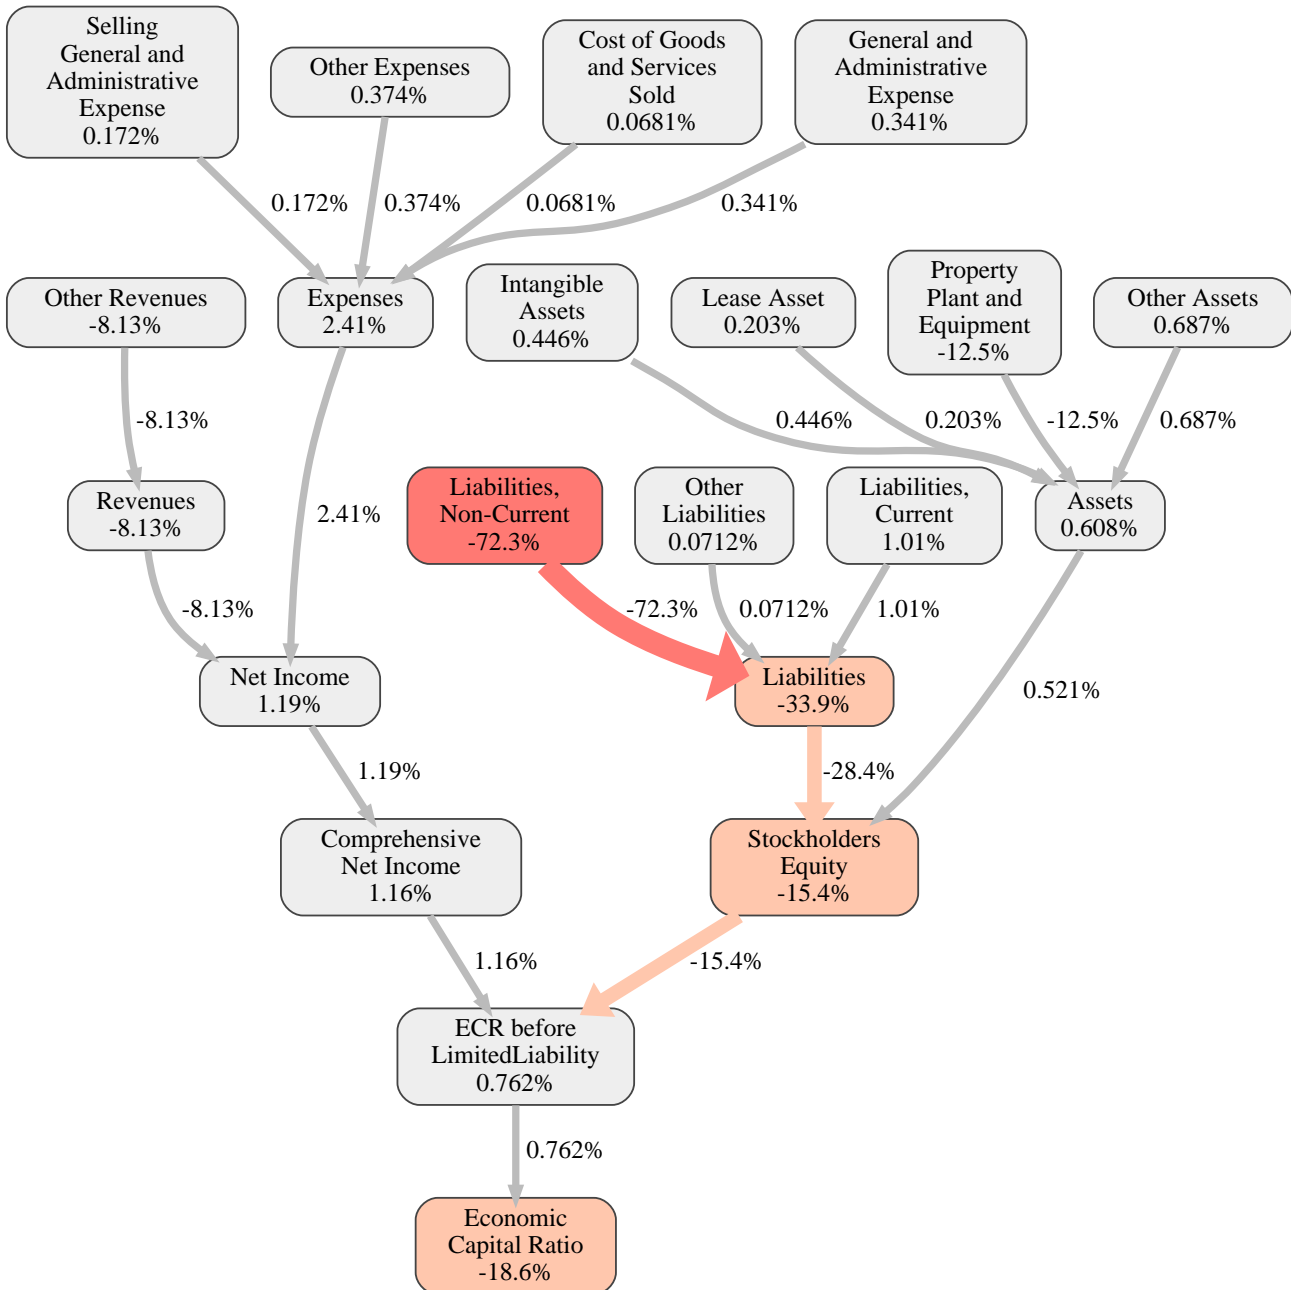 Selling
General and
Administrative
Expense
0.172%
Other Expenses
0.374%
Cost of Goods
and Services
Sold
0.0681%
General and
Administrative
Expense
0.341%
0.172%
0.374%
0.0681%
0.341%
Other Revenues
-8.13%
Expenses
2.41%
Intangible
Assets
0.446%
Lease Asset
0.203%
Property
Plant and
Equipment
-12.5%
Other Assets
0.687%
-8.13%
2.41%
0.446%
0.203%
-12.5%
0.687%
Revenues
-8.13%
Liabilities,
Non-Current
-72.3%
Other
Liabilities
0.0712%
Liabilities,
Current
1.01%
Assets
0.608%
-8.13%
-72.3%
0.0712%
1.01%
0.521%
Net Income
1.19%
Liabilities
-33.9%
1.19%
-28.4%
Comprehensive
Net Income
1.16%
Stockholders
Equity
-15.4%
1.16%
-15.4%
ECR before
LimitedLiability
0.762%
0.762%
Economic
Capital Ratio
-18.6%